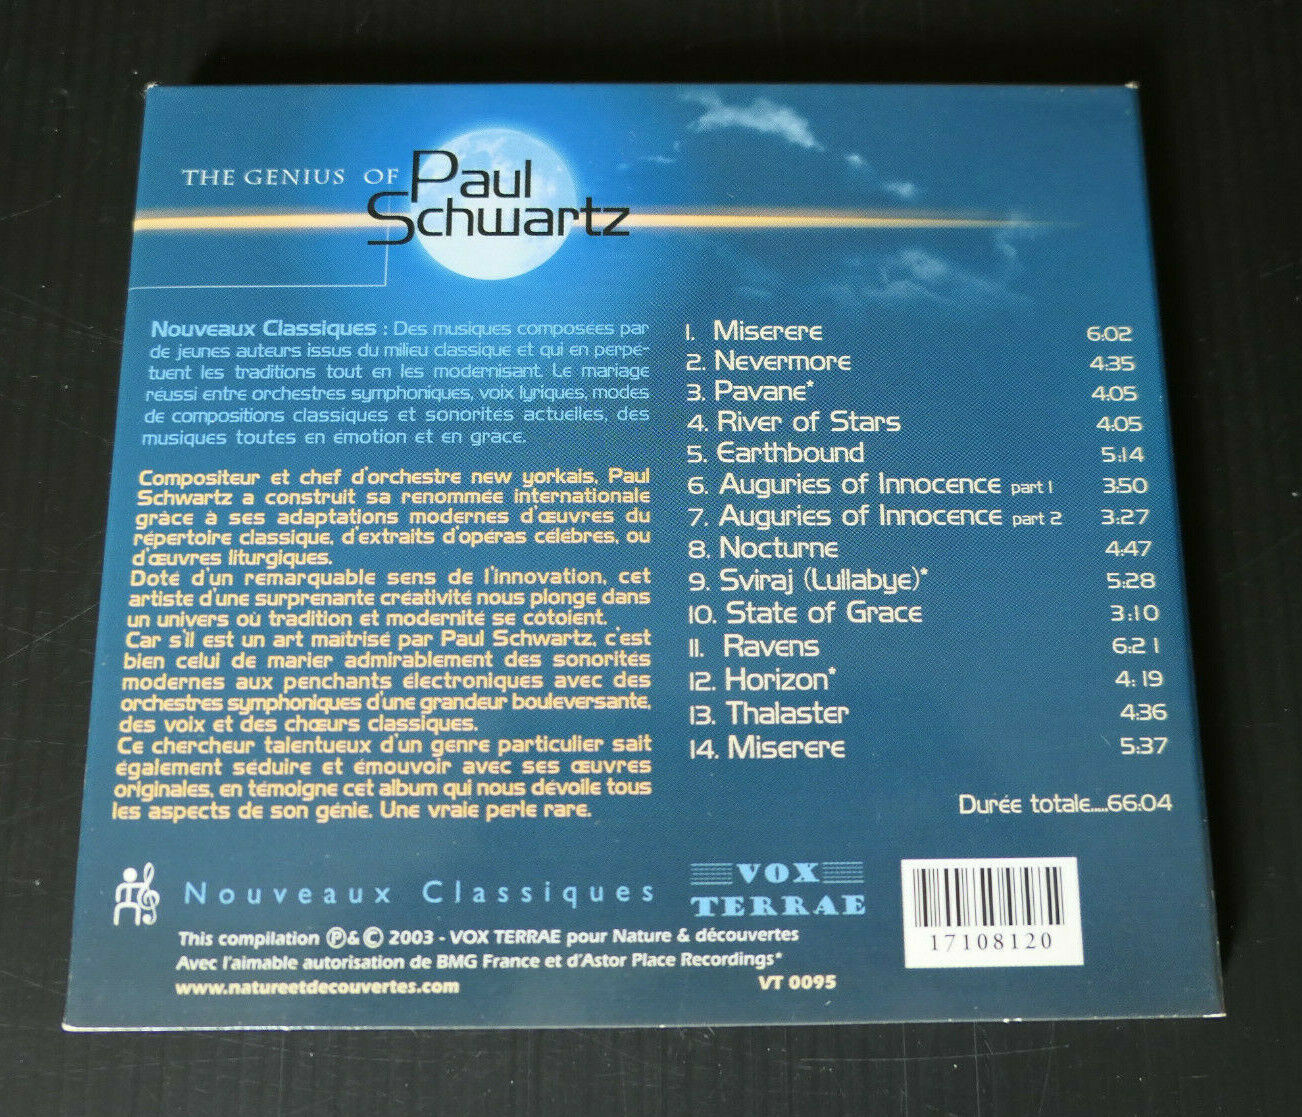 THE GENIUS OF Paul
Schwartz
Nouveaux Classiques : Des musiques composées par
de jeunes auteurs issus du milieu classique et qui en perpé-
tuent les traditions tout en les modernisant. Le mariage
réussi entre orchestres symphoniques, voix lyriques, modes
de compositions classiques et sonorités actuelles, des
musiques toutes en émotion et en grâce.
Compositeur et chef d'orchestre new yorkais, Paul
Schwartz a construit sa renommée internationale
grâce à ses adaptations modernes d'œuvres du
répertoire classique, d'extraits d'opéras célèbres, ou
d'œuvres liturgiques.
Doté d'un remarquable sens de l'innovation, cet
artiste d'une surprenante créativité nous plonge dans
un univers où tradition et modernité se côtoient.
Car s'il est un art maîtrisé par Paul Schwartz, c'est
bien celui de marier admirablement des sonorités
modernes aux penchants électroniques avec des
orchestres symphoniques d'une grandeur bouleversante,
des voix et des chœurs classiques.
Ce chercheur talentueux d'un genre particulier sait
également séduire et émouvoir avec ses œuvres
originales, en témoigne cet album qui nous dévoile tous
les aspects de son génie. Une vraie perle rare.
1. Miserere 6:02
2. Nevermore 4:35
3. Pavane* 4:05
4. River of Stars 4:05
5. Earthbound 5:14
6. Auguries of Innocence part 1 3:50
7. Auguries of Innocence part 2 3:27
8. Nocturne 4:47
9. Sviraj (Lullabye)* 5:28
10. State of Grace 3:10
11. Ravens 6:21
12. Horizon* 4:19
13. Thalaster 4:36
14. Miserere 5:37
Durée totale.....66:04
Nouveaux Classiques
VOX
TERRAE
17108120
This compilation Ⓟ& © 2003 - VOX TERRAE pour Nature & découvertes
Avec l'aimable autorisation de BMG France et d'Astor Place Recordings*
www.natureetdecouvertes.com VT 0095